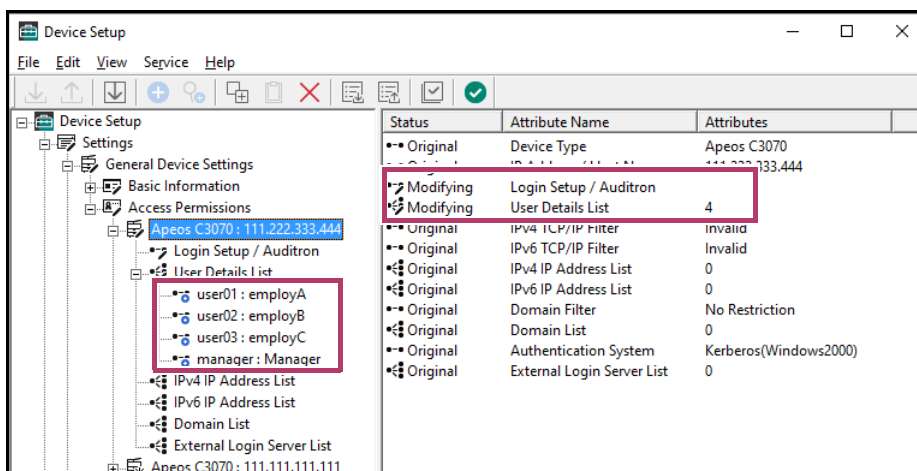 Device Setup
File Edit View Service Help
Device Setup
Settings
General Device Settings
Basic Information
Access Permissions
Apeos C3070 : 111.222.333.444
Login Setup / Auditron
User Details List
user01 : employA
user02 : employB
user03 : employC
manager : Manager
IPv4 IP Address List
IPv6 IP Address List
Domain List
External Login Server List
Apeos C3070 : 111.111.111.111
Status Attribute Name Attributes
Original Device Type Apeos C3070
111.222.333.444
Modifying Login Setup / Auditron
Modifying User Details List 4
Original IPv4 TCP/IP Filter Invalid
Original IPv6 TCP/IP Filter Invalid
Original IPv4 IP Address List 0
Original IPv6 IP Address List 0
Original Domain Filter No Restriction
Original Domain List 0
Original Authentication System Kerberos(Windows2000)
Original External Login Server List 0